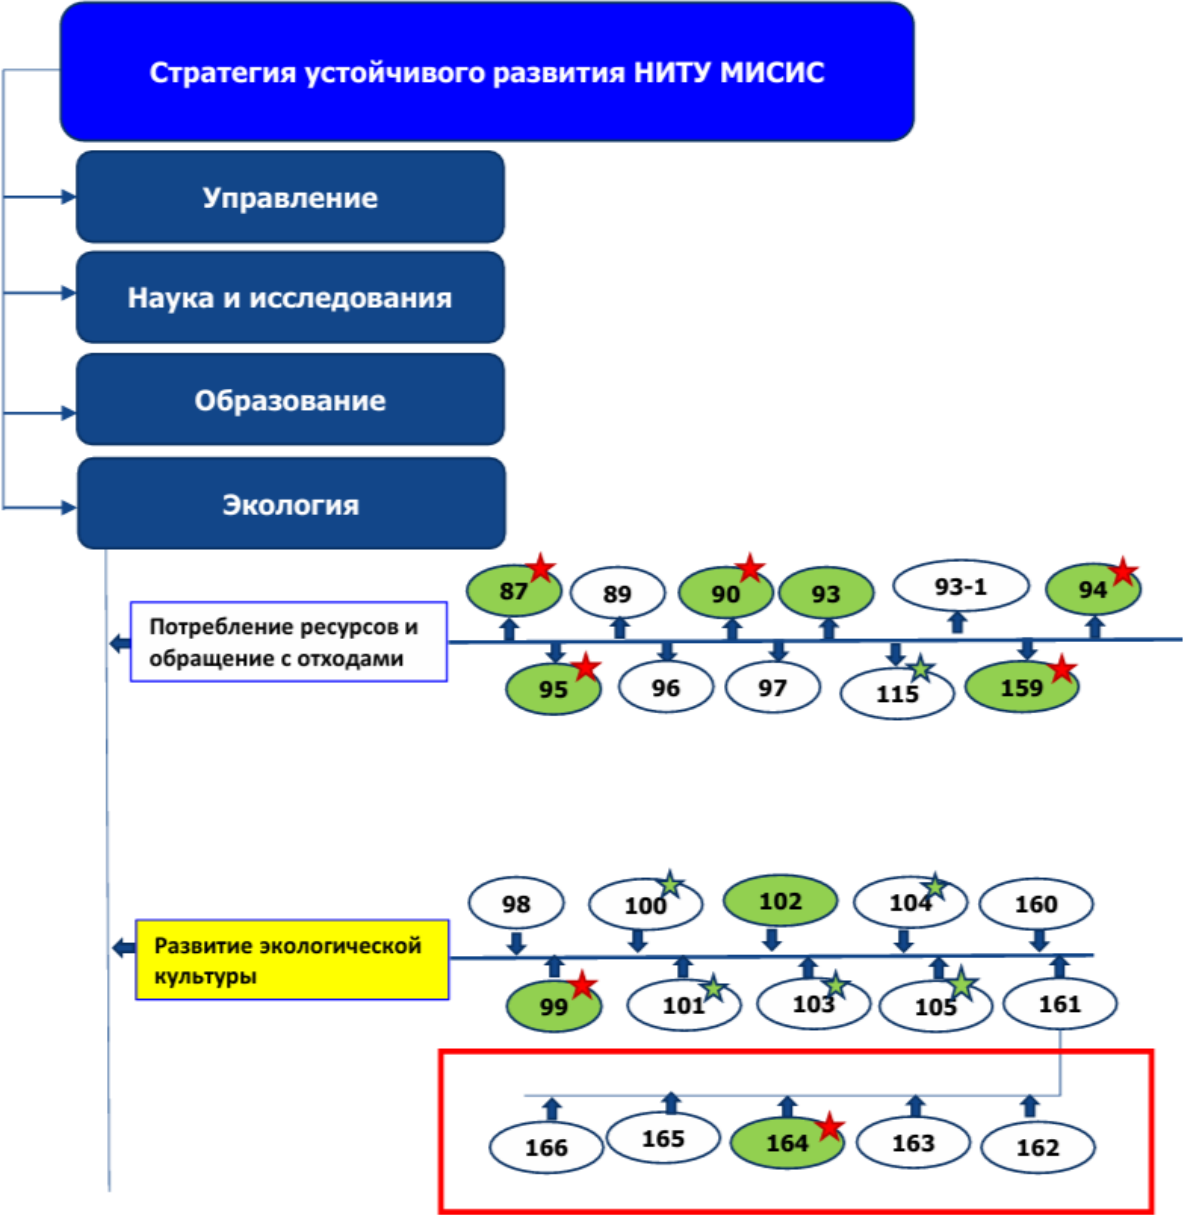 Стратегия устойчивого развития НИТУ МИСИС
Управление
Наука и исследования
Образование
Экология
87 89 90 93 93-1 94
Потребление ресурсов и
обращение с отходами
95 96 97 115 159
98 100 102 104 160
Развитие экологической
культуры
99 101 103 105 161
166 165 164 163 162